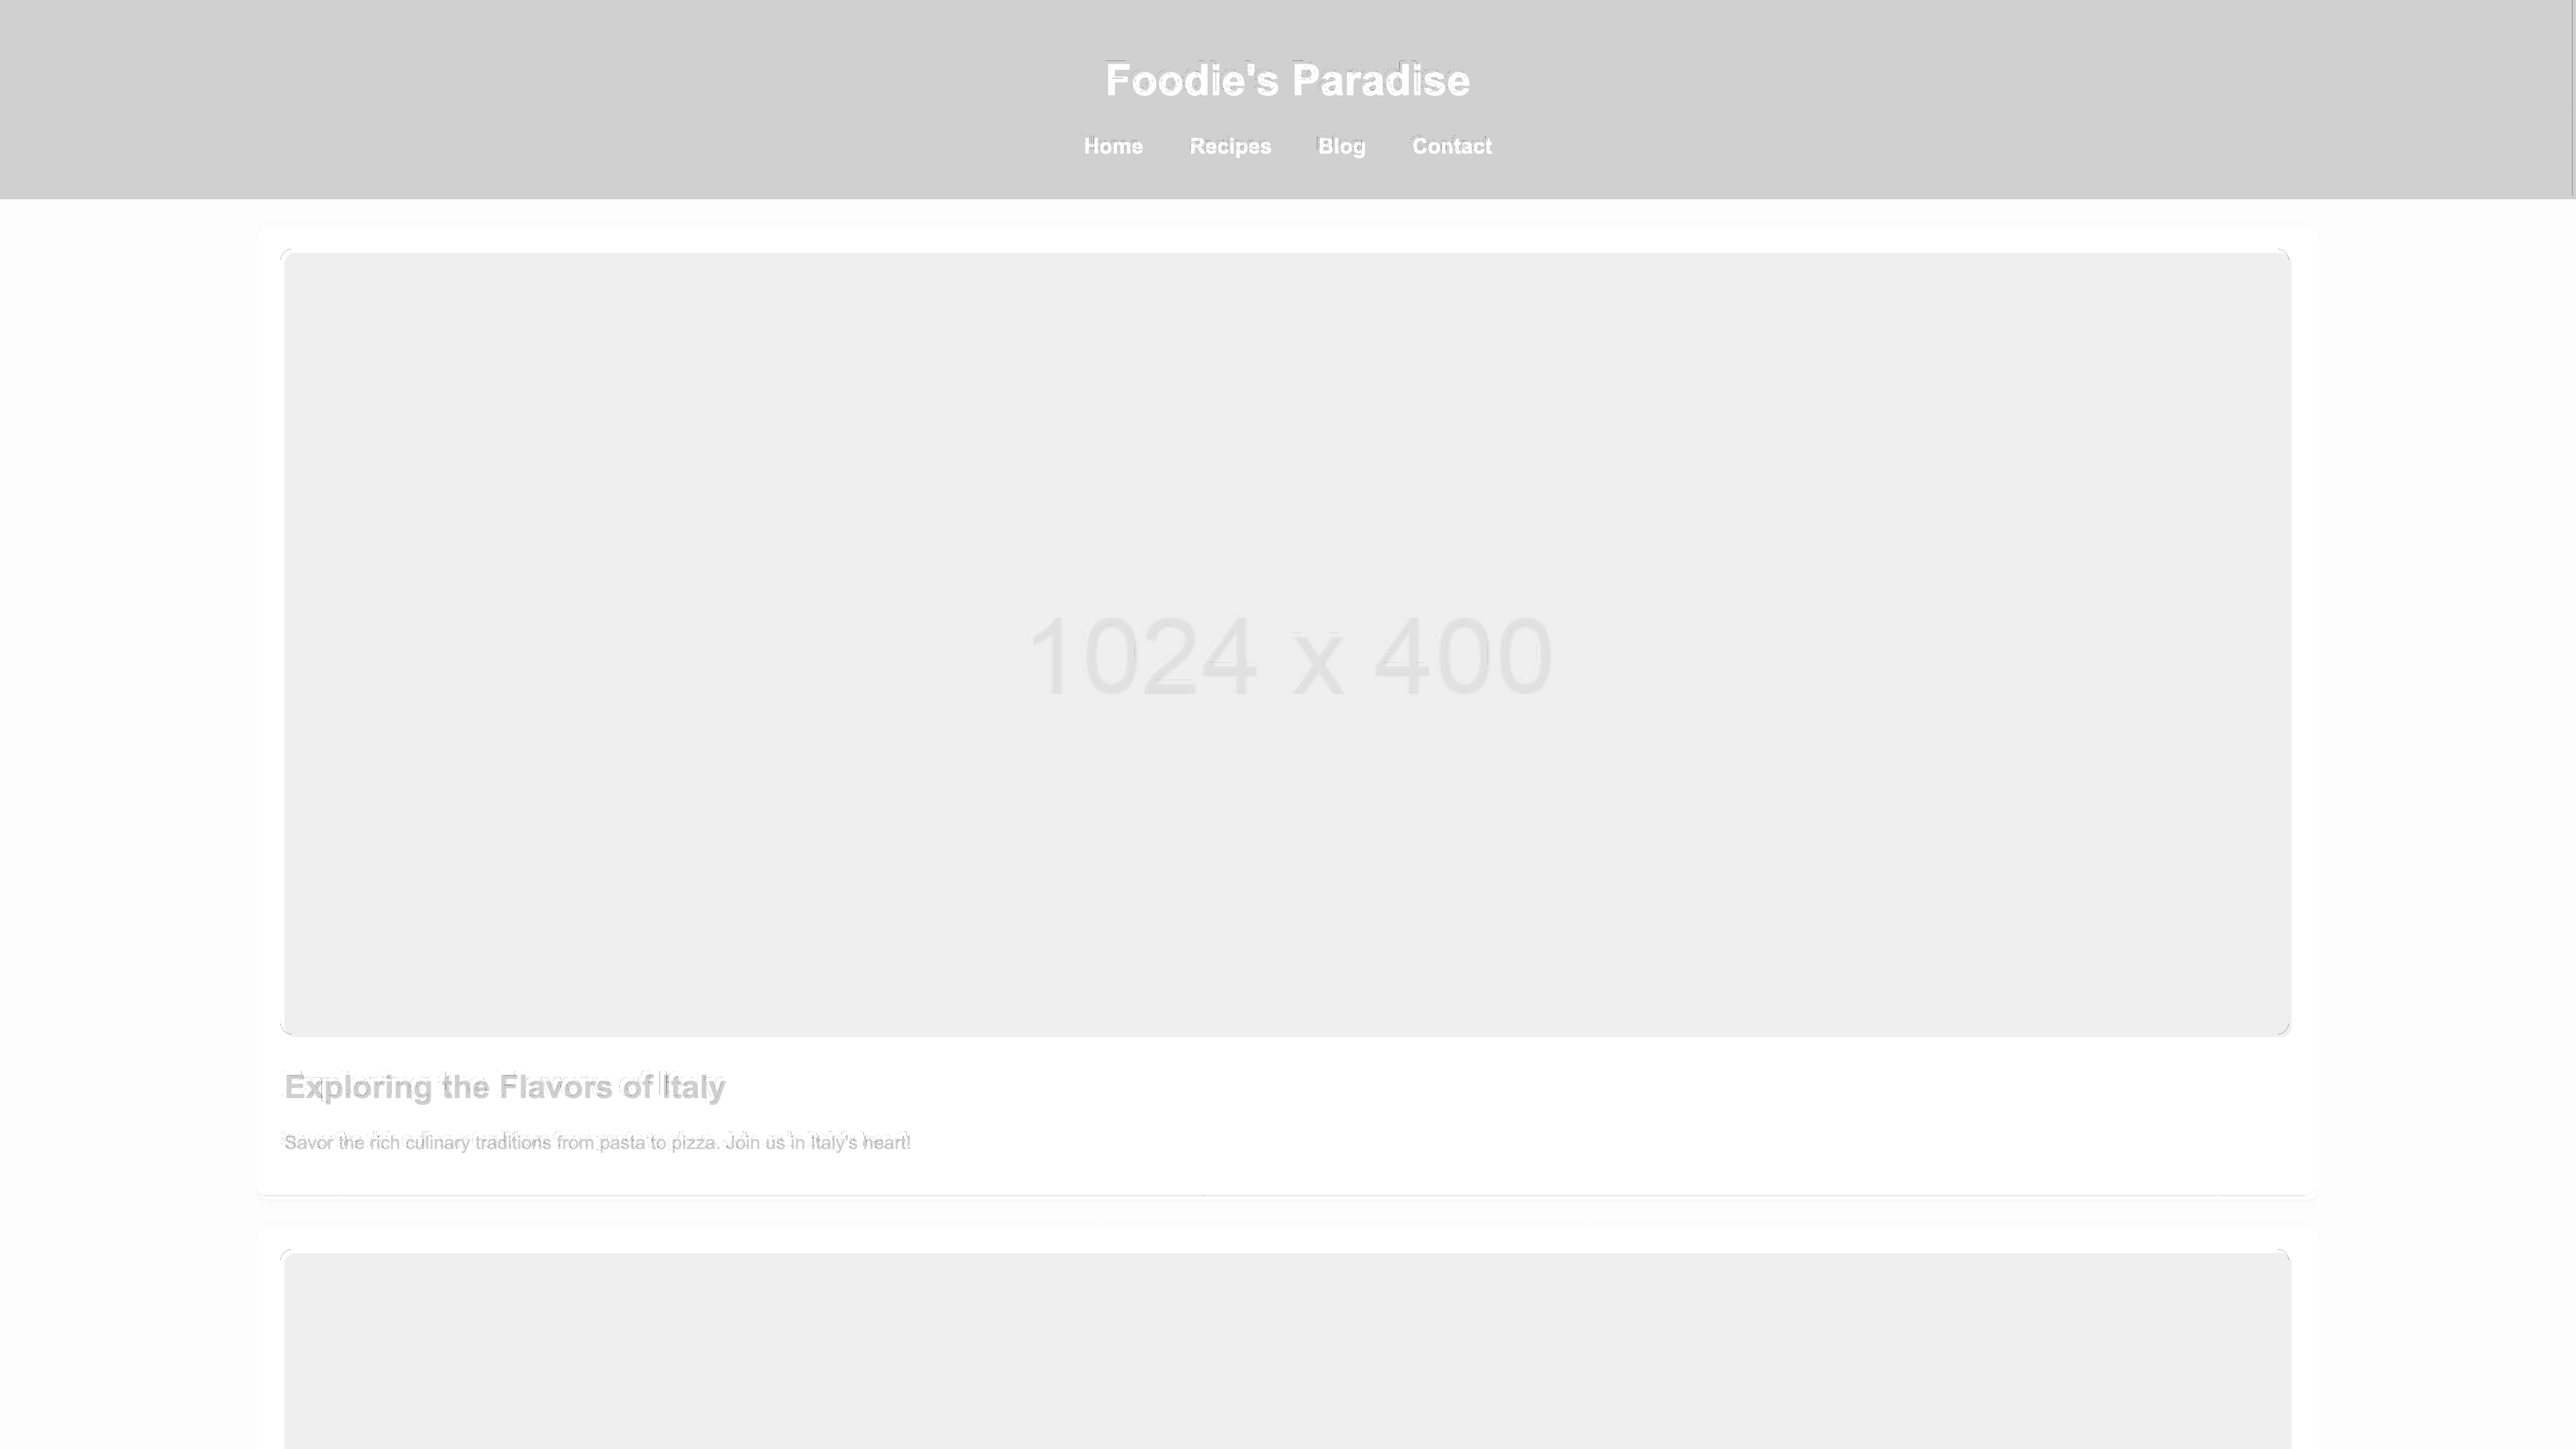 Foodie's Paradise
Home Recipes Blog Contact
1024 x 400
Exploring the Flavors of Italy
Savor the rich culinary traditions from pasta to pizza. Join us in Italy's heart!